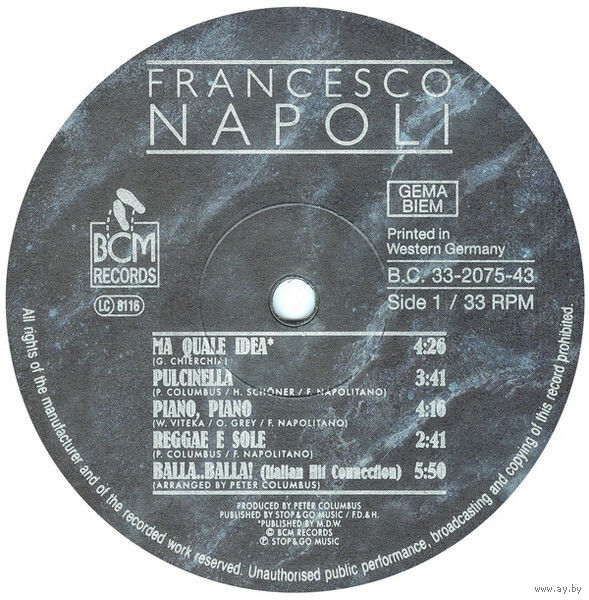 FRANCESCO
NAPOLI
GEMA
BIEM
Printed in
Western Germany
B.C. 33-2075-43
Side 1 / 33 RPM
BCM
RECORDS
LC 8116
MA QUALE IDEA* 4:26
(G. CHIERCHIA)
PULCINELLA 3:41
(P. COLUMBUS / H. SCHÖNER / F. NAPOLITANO)
PIANO, PIANO 4:16
(W. VITEKA / O. GREY / F. NAPOLITANO)
REGGAE E SOLE 2:41
(P. COLUMBUS / F. NAPOLITANO)
BALLA..BALLA! (Italian Hit Connection) 5:50
(ARRANGED BY PETER COLUMBUS)
PRODUCED BY PETER COLUMBUS
PUBLISHED BY STOP&GO MUSIC / F.D.&H.
*PUBLISHED BY M.D.W.
© BCM RECORDS
℗ STOP&GO MUSIC
All rights of the manufacturer and of the recorded work reserved. Unauthorised public performance, broadcasting and copying of this record prohibited.
www.ay.by